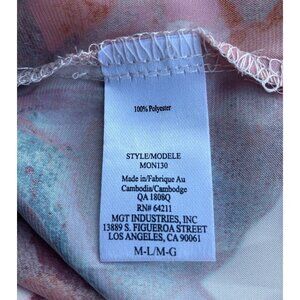 100% Polyester
STYLE/MODELE
MON130
Made in/Fabrique Au
Cambodia/Cambodge
QA 1808Q
RN# 64211
MGT INDUSTRIES, INC
13889 S. FIGUEROA STREET
LOS ANGELES, CA 90061
M-L/M-G